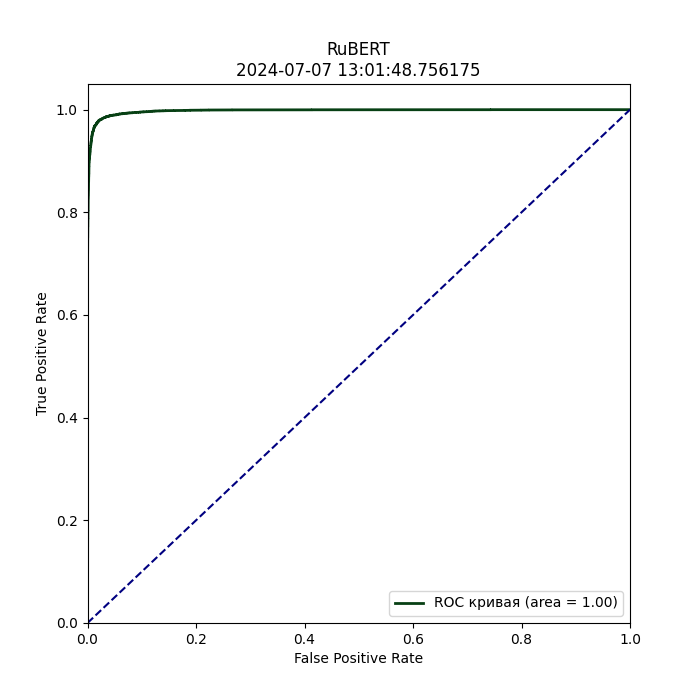 RuBERT
2024-07-07 13:01:48.756175
True Positive Rate
1.0
0.8
0.6
0.4
0.2
0.0
ROC кривая (area = 1.00)
0.0 0.2 0.4 0.6 0.8 1.0
False Positive Rate